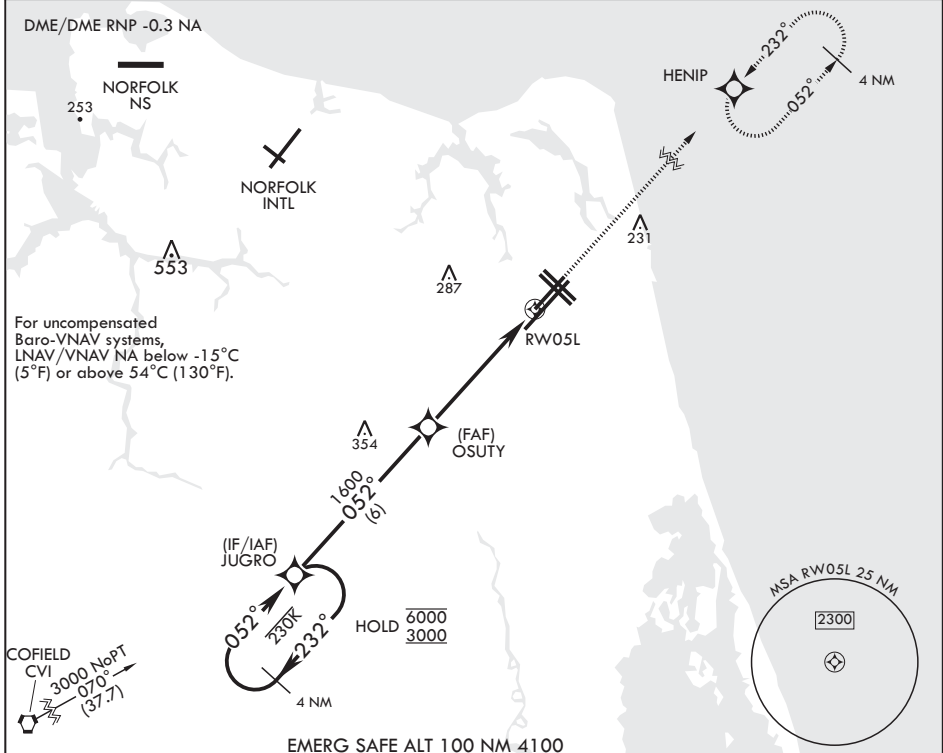 DME/DME RNP -0.3 NA
NORFOLK
NS
253
NORFOLK
INTL
553
HENIP
232°
052°
4 NM
231
287
RW05L
For uncompensated
Baro-VNAV systems,
LNAV/VNAV NA below -15°C
(5°F) or above 54°C (130°F).
354
(FAF)
OSUTY
1600
052°
(6)
(IF/IAF)
JUGRO
052°
230K
232°
HOLD
6000
3000
4 NM
COFIELD
CVI
3000 NoPT
070°
(37.7)
MSA RW05L 25 NM
2300
EMERG SAFE ALT 100 NM 4100